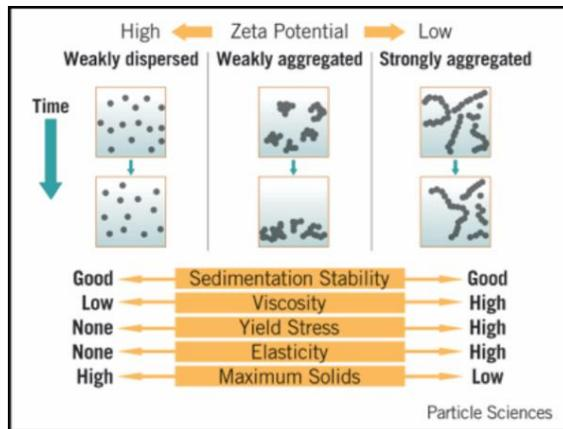 High Zeta Potential Low
Weakly dispersed Weakly aggregated Strongly aggregated
Time
Good Sedimentation Stability Good
Low Viscosity High
None Yield Stress High
None Elasticity High
High Maximum Solids Low
Particle Sciences